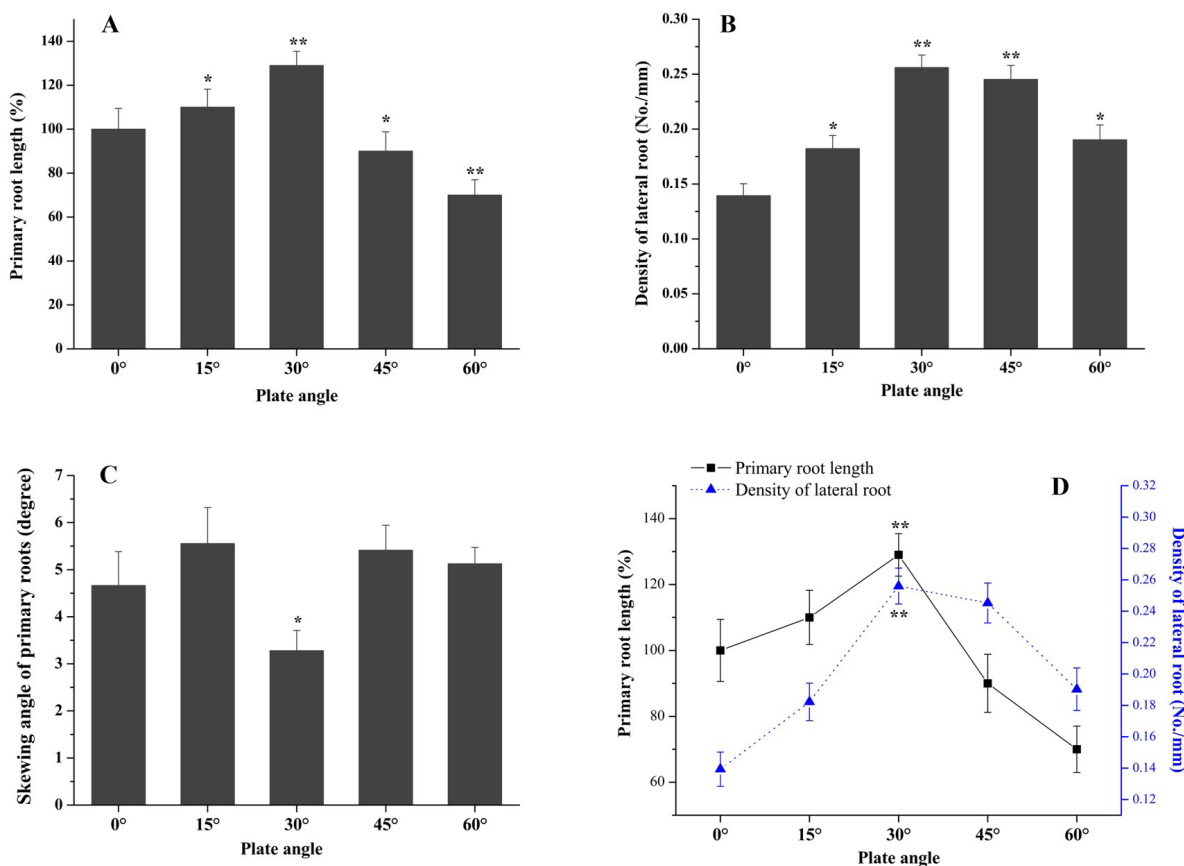 A
Primary root length (%)
140
120
100
80
60
40
20
0
*
**
*
**
0° 15° 30° 45° 60°
Plate angle
B
Density of lateral root (No./mm)
0.30
0.25
0.20
0.15
0.10
0.05
0.00
*
**
**
*
0° 15° 30° 45° 60°
Plate angle
C
Skewing angle of primary roots (degree)
7
6
5
4
3
2
1
0
*
0° 15° 30° 45° 60°
Plate angle
Primary root length
Density of lateral root
D
Primary root length (%)
140
120
100
80
60
**
**
0.32
0.30
0.28
0.26
0.24
0.22
0.20
0.18
0.16
0.14
0.12
Density of lateral root (No./mm)
0° 15° 30° 45° 60°
Plate angle